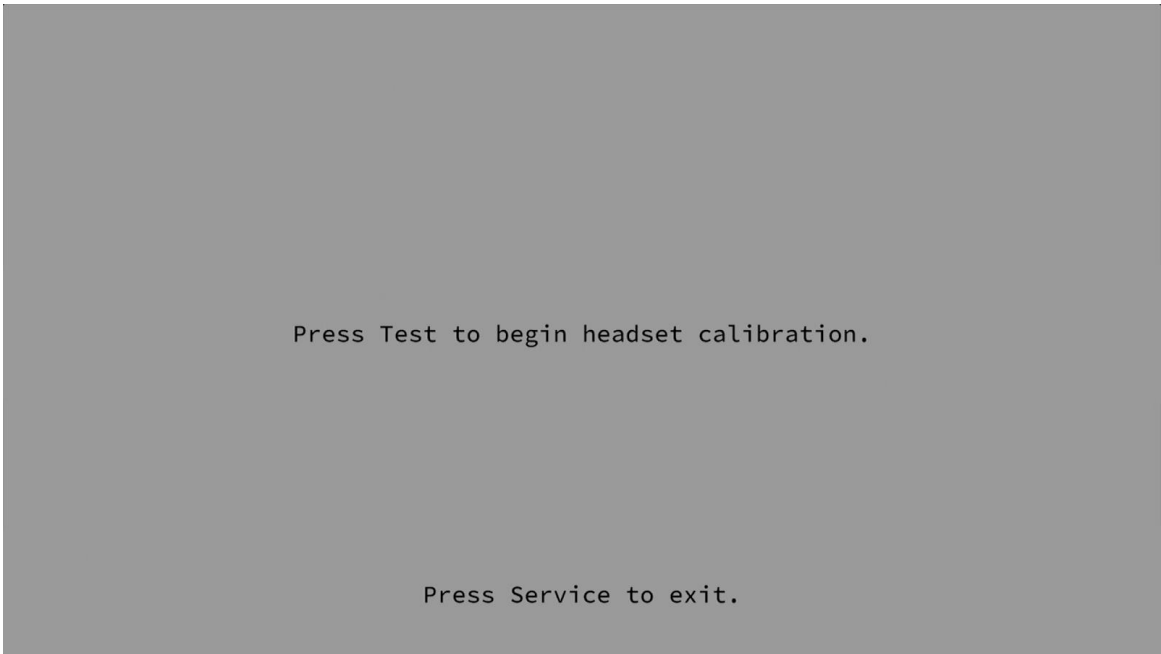 Press Test to begin headset calibration.
Press Service to exit.